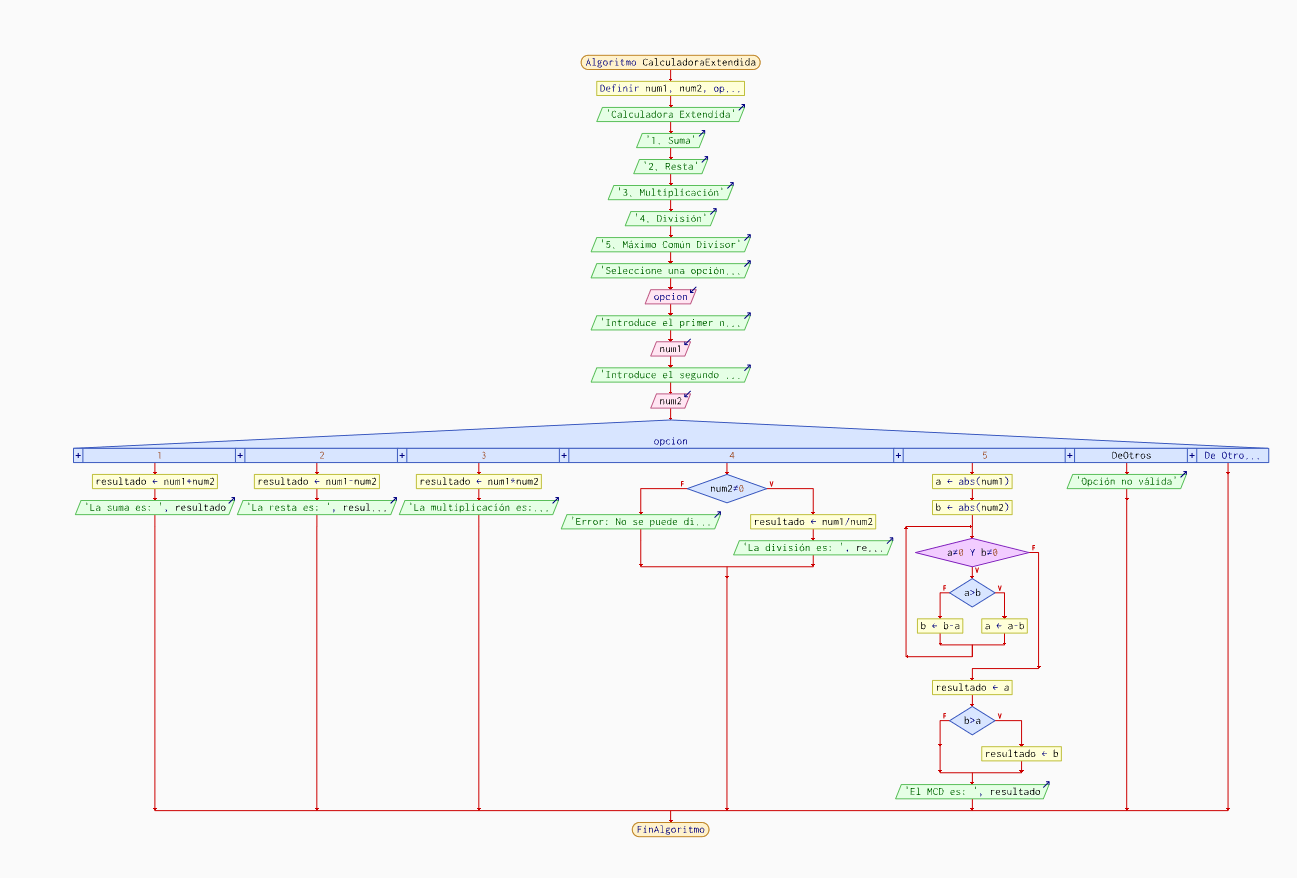 Algoritmo CalculadoraExtendida
Definir num1, num2, op...
'Calculadora Extendida'
'1. Suma'
'2. Resta'
'3. Multiplicación'
'4. División'
'5. Máximo Común Divisor'
'Seleccione una opción...
opcion
'Introduce el primer n...
num1
'Introduce el segundo ...
num2
opcion
+ 1 + 2 + 3 + 4 + 5 + DeOtros + De Otro...
resultado ← num1+num2
'La suma es: ', resultado
resultado ← num1-num2
'La resta es: ', resul...
resultado ← num1*num2
'La multiplicación es:...
num2≠0
F V
'Error: No se puede di...
resultado ← num1/num2
'La división es: ', re...
a ← abs(num1)
b ← abs(num2)
a≠0 Y b≠0
F
V
a>b
F V
b ← b-a
a ← a-b
resultado ← a
b>a
F V
resultado ← b
'El MCD es: ', resultado
'Opción no válida'
FinAlgoritmo